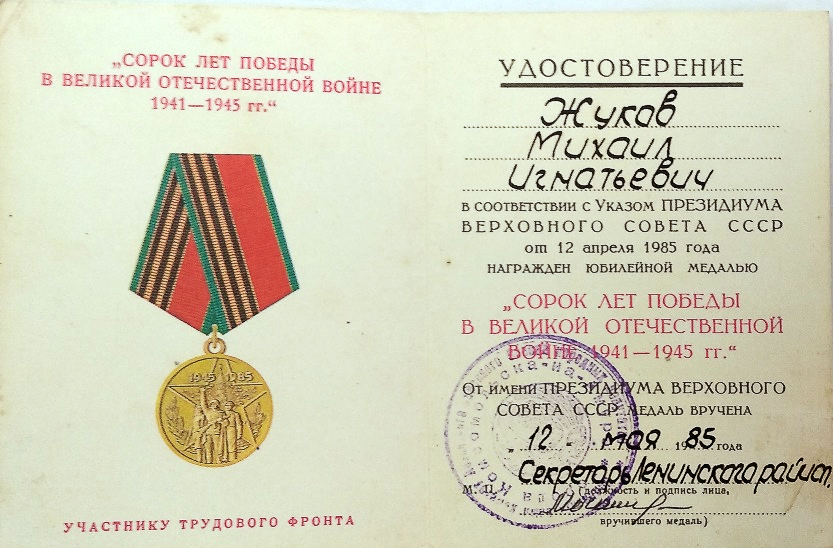 „СОРОК ЛЕТ ПОБЕДЫ
В ВЕЛИКОЙ ОТЕЧЕСТВЕННОЙ ВОЙНЕ
1941—1945 гг.“
1945 1985
УЧАСТНИКУ ТРУДОВОГО ФРОНТА
УДОСТОВЕРЕНИЕ
Жуков
Михаил
Игнатьевич
В СООТВЕТСТВИИ С УКАЗОМ ПРЕЗИДИУМА
ВЕРХОВНОГО СОВЕТА СССР
от 12 апреля 1985 года
НАГРАЖДЕН ЮБИЛЕЙНОЙ МЕДАЛЬЮ
„СОРОК ЛЕТ ПОБЕДЫ
В ВЕЛИКОЙ ОТЕЧЕСТВЕННОЙ
ВОЙНЕ 1941—1945 гг.“
ОТ ИМЕНИ ПРЕЗИДИУМА ВЕРХОВНОГО
СОВЕТА СССР МЕДАЛЬ ВРУЧЕНА
„12 мая 1985 года
Секретарь Ленинского райисп.
М. П. (должность и подпись лица,
вручившего медаль)